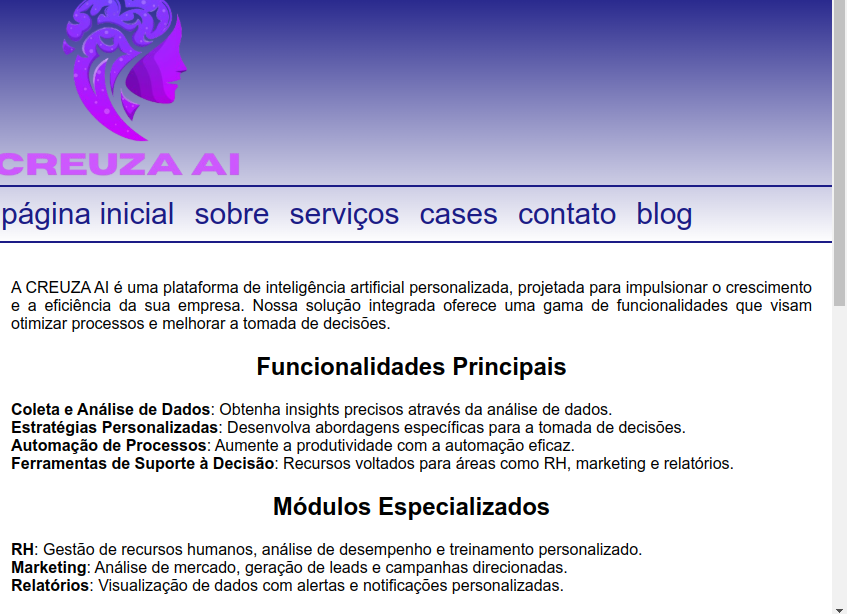 CREUZA AI
página inicial sobre serviços cases contato blog
A CREUZA AI é uma plataforma de inteligência artificial personalizada, projetada para impulsionar o crescimento
e a eficiência da sua empresa. Nossa solução integrada oferece uma gama de funcionalidades que visam
otimizar processos e melhorar a tomada de decisões.
Funcionalidades Principais
Coleta e Análise de Dados: Obtenha insights precisos através da análise de dados.
Estratégias Personalizadas: Desenvolva abordagens específicas para a tomada de decisões.
Automação de Processos: Aumente a produtividade com a automação eficaz.
Ferramentas de Suporte à Decisão: Recursos voltados para áreas como RH, marketing e relatórios.
Módulos Especializados
RH: Gestão de recursos humanos, análise de desempenho e treinamento personalizado.
Marketing: Análise de mercado, geração de leads e campanhas direcionadas.
Relatórios: Visualização de dados com alertas e notificações personalizadas.